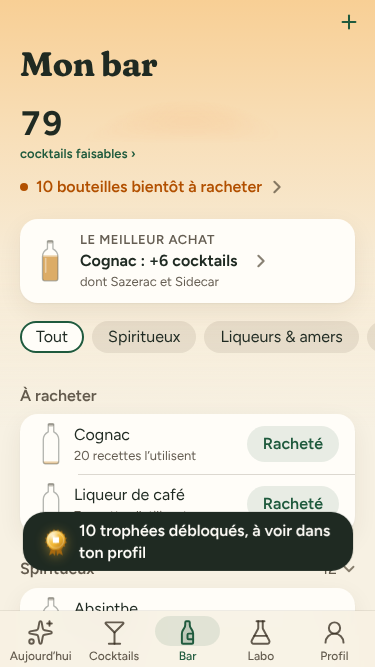 Mon bar
79
cocktails faisables ›
10 bouteilles bientôt à racheter
LE MEILLEUR ACHAT
Cognac : +6 cocktails
dont Sazerac et Sidecar
Tout
Spiritueux
Liqueurs & amers
À racheter
Cognac
20 recettes l’utilisent
Racheté
Liqueur de café
Racheté
10 trophées débloqués, à voir dans
ton profil
Spiritueux
Absinthe
Aujourd’hui
Cocktails
Bar
Labo
Profil